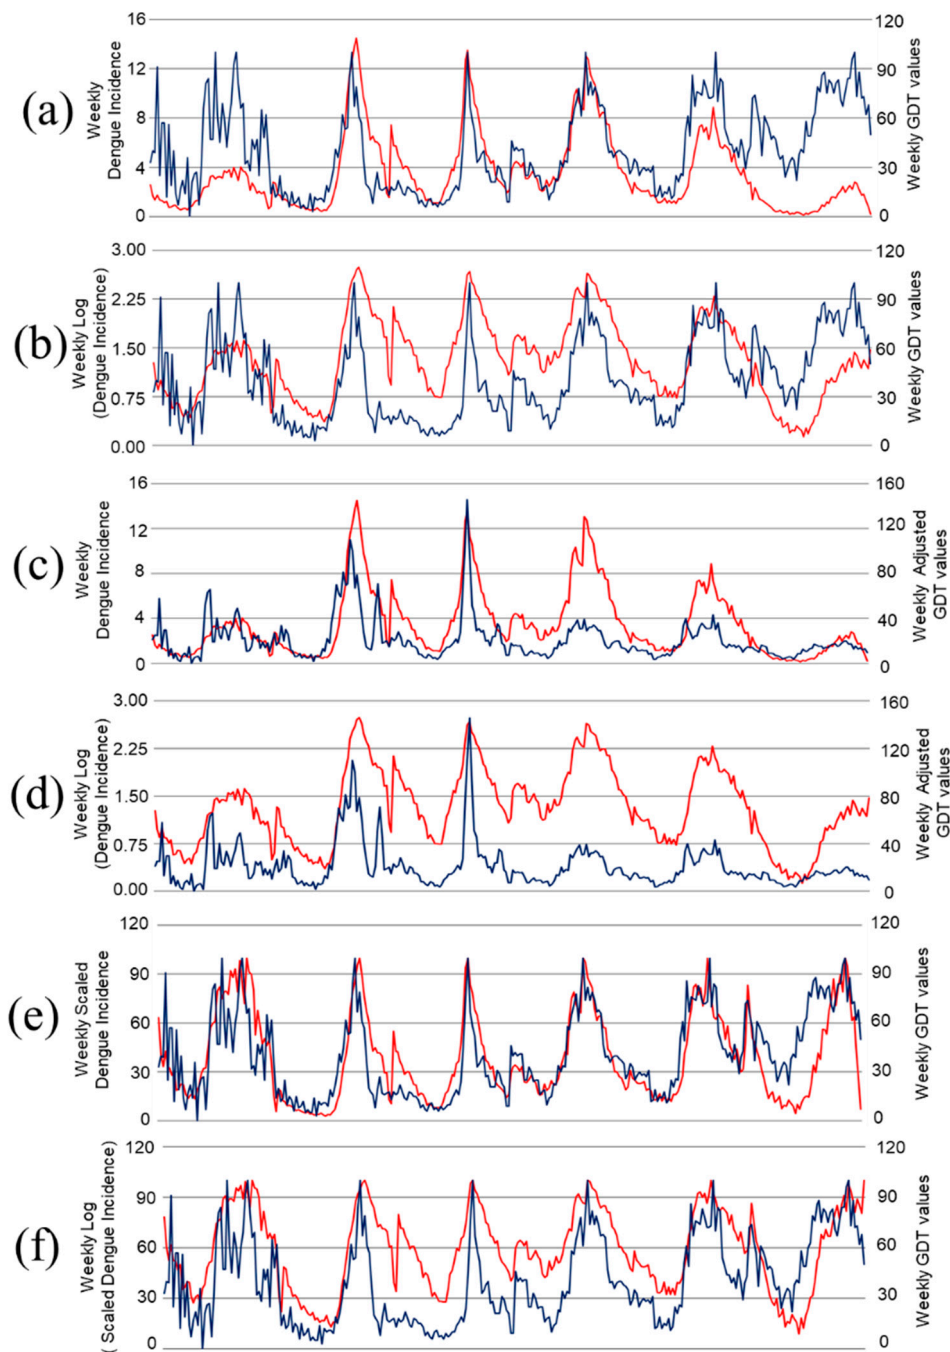 (a)
Weekly
Dengue Incidence
16
12
8
4
0
120
90
60
30
0
Weekly GDT values
(b)
Weekly Log
(Dengue Incidence)
3.00
2.25
1.50
0.75
0.00
120
90
60
30
0
Weekly GDT values
(c)
Weekly
Dengue Incidence
16
12
8
4
0
160
120
80
40
0
Weekly Adjusted
GDT values
(d)
Weekly Log
(Dengue Incidence)
3.00
2.25
1.50
0.75
0.00
160
120
80
40
0
Weekly Adjusted
GDT values
(e)
Weekly Scaled
Dengue Incidence
120
90
60
30
0
120
90
60
30
0
Weekly GDT values
(f)
Weekly Log
( Scaled Dengue Incidence)
120
90
60
30
0
120
90
60
30
0
Weekly GDT values